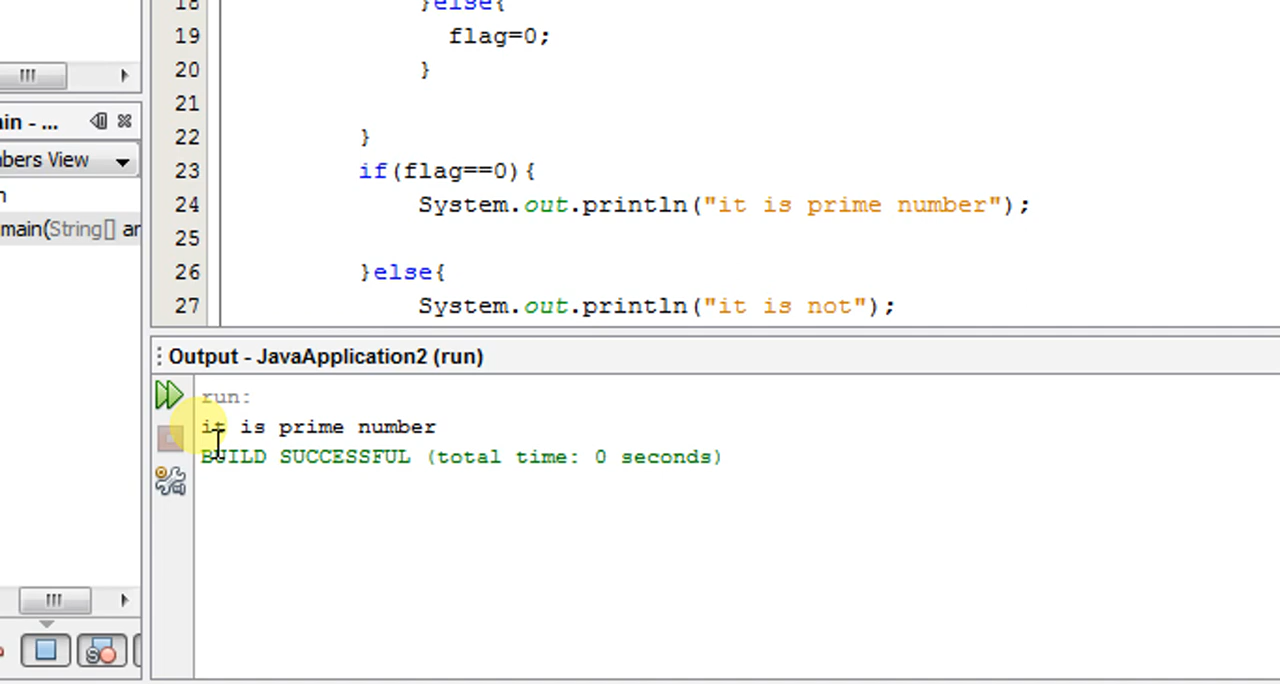 18 }else{
19 flag=0;
20 }
21
22 }
23 if(flag==0){
24 System.out.println("it is prime number");
25
26 }else{
27 System.out.println("it is not");
ain - ...
bers View
n
main(String[] ar
Output - JavaApplication2 (run)
run:
it is prime number
BUILD SUCCESSFUL (total time: 0 seconds)